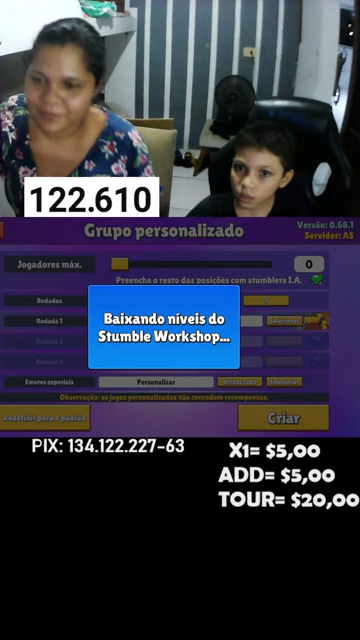 122.610
Grupo personalizado
Versão: 0.68.1
Servidor: AS
Jogadores máx.
0
Preencha o resto das posições com stumblers I.A.
Rodadas
Rodada 1
Selecionar
Baixando níveis do
Stumble Workshop...
Emotes especiais
Personalizar
Ativar tudo
Selecionar
Observação: os jogos personalizados não concedem recompensas.
Redefinir para o padrão
Criar
PIX: 134.122.227-63
X1= $5,00
ADD= $5,00
TOUR= $20,00